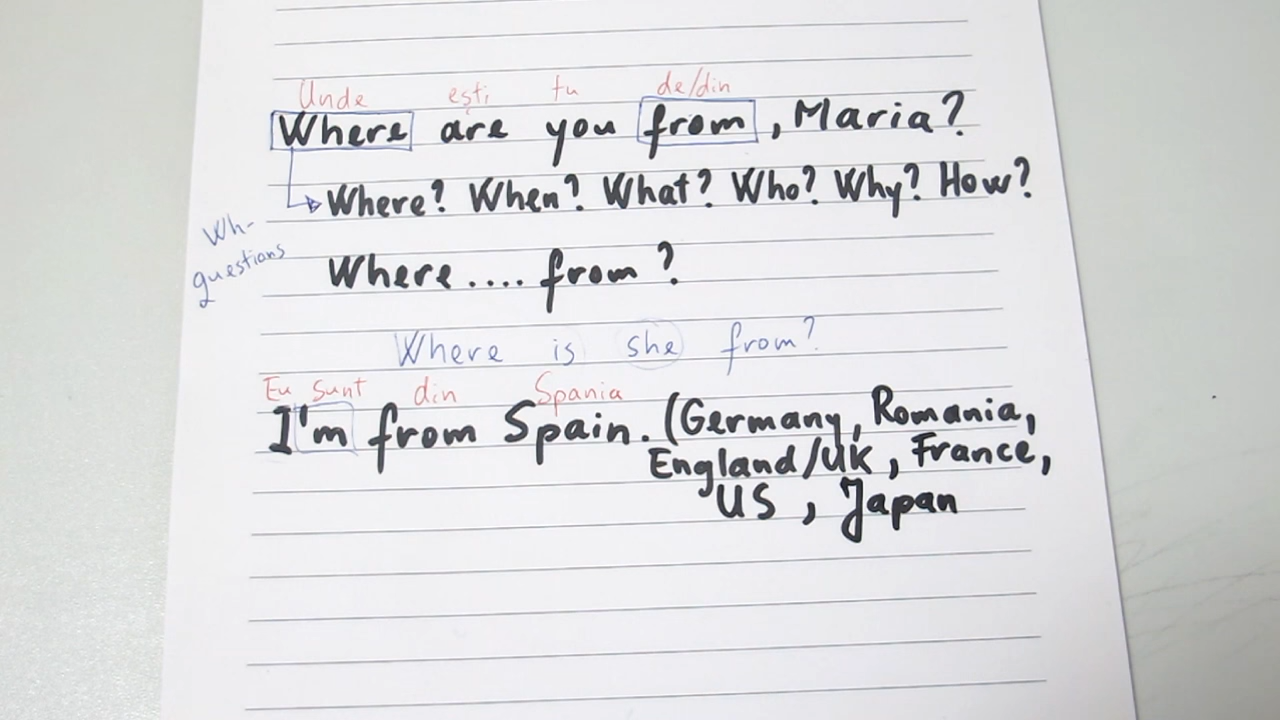 Unde ești tu de/din
Where are you from, Maria?
Where? When? What? Who? Why? How?
Wh-
questions
Where.... from?
Where is she from?
Eu sunt din Spania
I'm from Spain. (Germany, Romania,
England/UK, France,
US, Japan